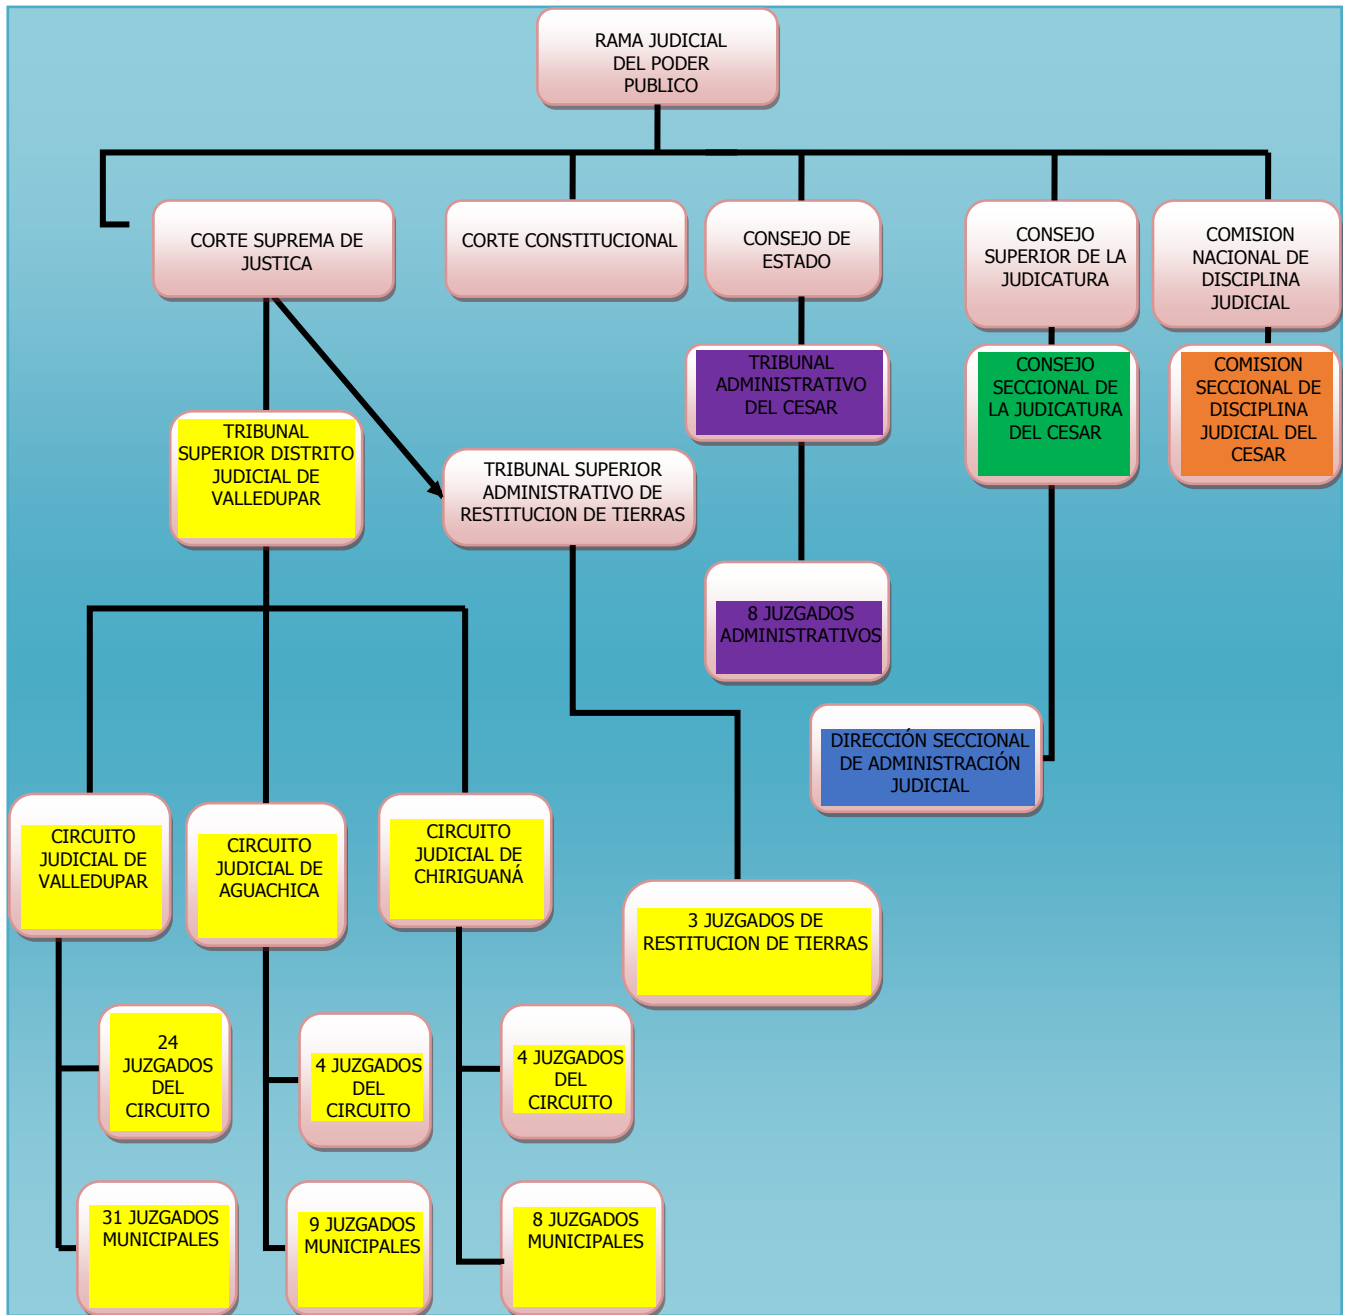 RAMA JUDICIAL
DEL PODER
PUBLICO
CORTE SUPREMA DE
JUSTICA
CORTE CONSTITUCIONAL
CONSEJO DE
ESTADO
CONSEJO
SUPERIOR DE LA
JUDICATURA
COMISION
NACIONAL DE
DISCIPLINA
JUDICIAL
TRIBUNAL
ADMINISTRATIVO
DEL CESAR
CONSEJO
SECCIONAL DE
LA JUDICATURA
DEL CESAR
COMISION
SECCIONAL DE
DISCIPLINA
JUDICIAL DEL
CESAR
TRIBUNAL
SUPERIOR DISTRITO
JUDICIAL DE
VALLEDUPAR
TRIBUNAL SUPERIOR
ADMINISTRATIVO DE
RESTITUCION DE TIERRAS
8 JUZGADOS
ADMINISTRATIVOS
DIRECCIÓN SECCIONAL
DE ADMINISTRACIÓN
JUDICIAL
CIRCUITO
JUDICIAL DE
VALLEDUPAR
CIRCUITO
JUDICIAL DE
AGUACHICA
CIRCUITO
JUDICIAL DE
CHIRIGUANÁ
3 JUZGADOS DE
RESTITUCION DE TIERRAS
24
JUZGADOS
DEL
CIRCUITO
4 JUZGADOS
DEL
CIRCUITO
4 JUZGADOS
DEL
CIRCUITO
31 JUZGADOS
MUNICIPALES
9 JUZGADOS
MUNICIPALES
8 JUZGADOS
MUNICIPALES